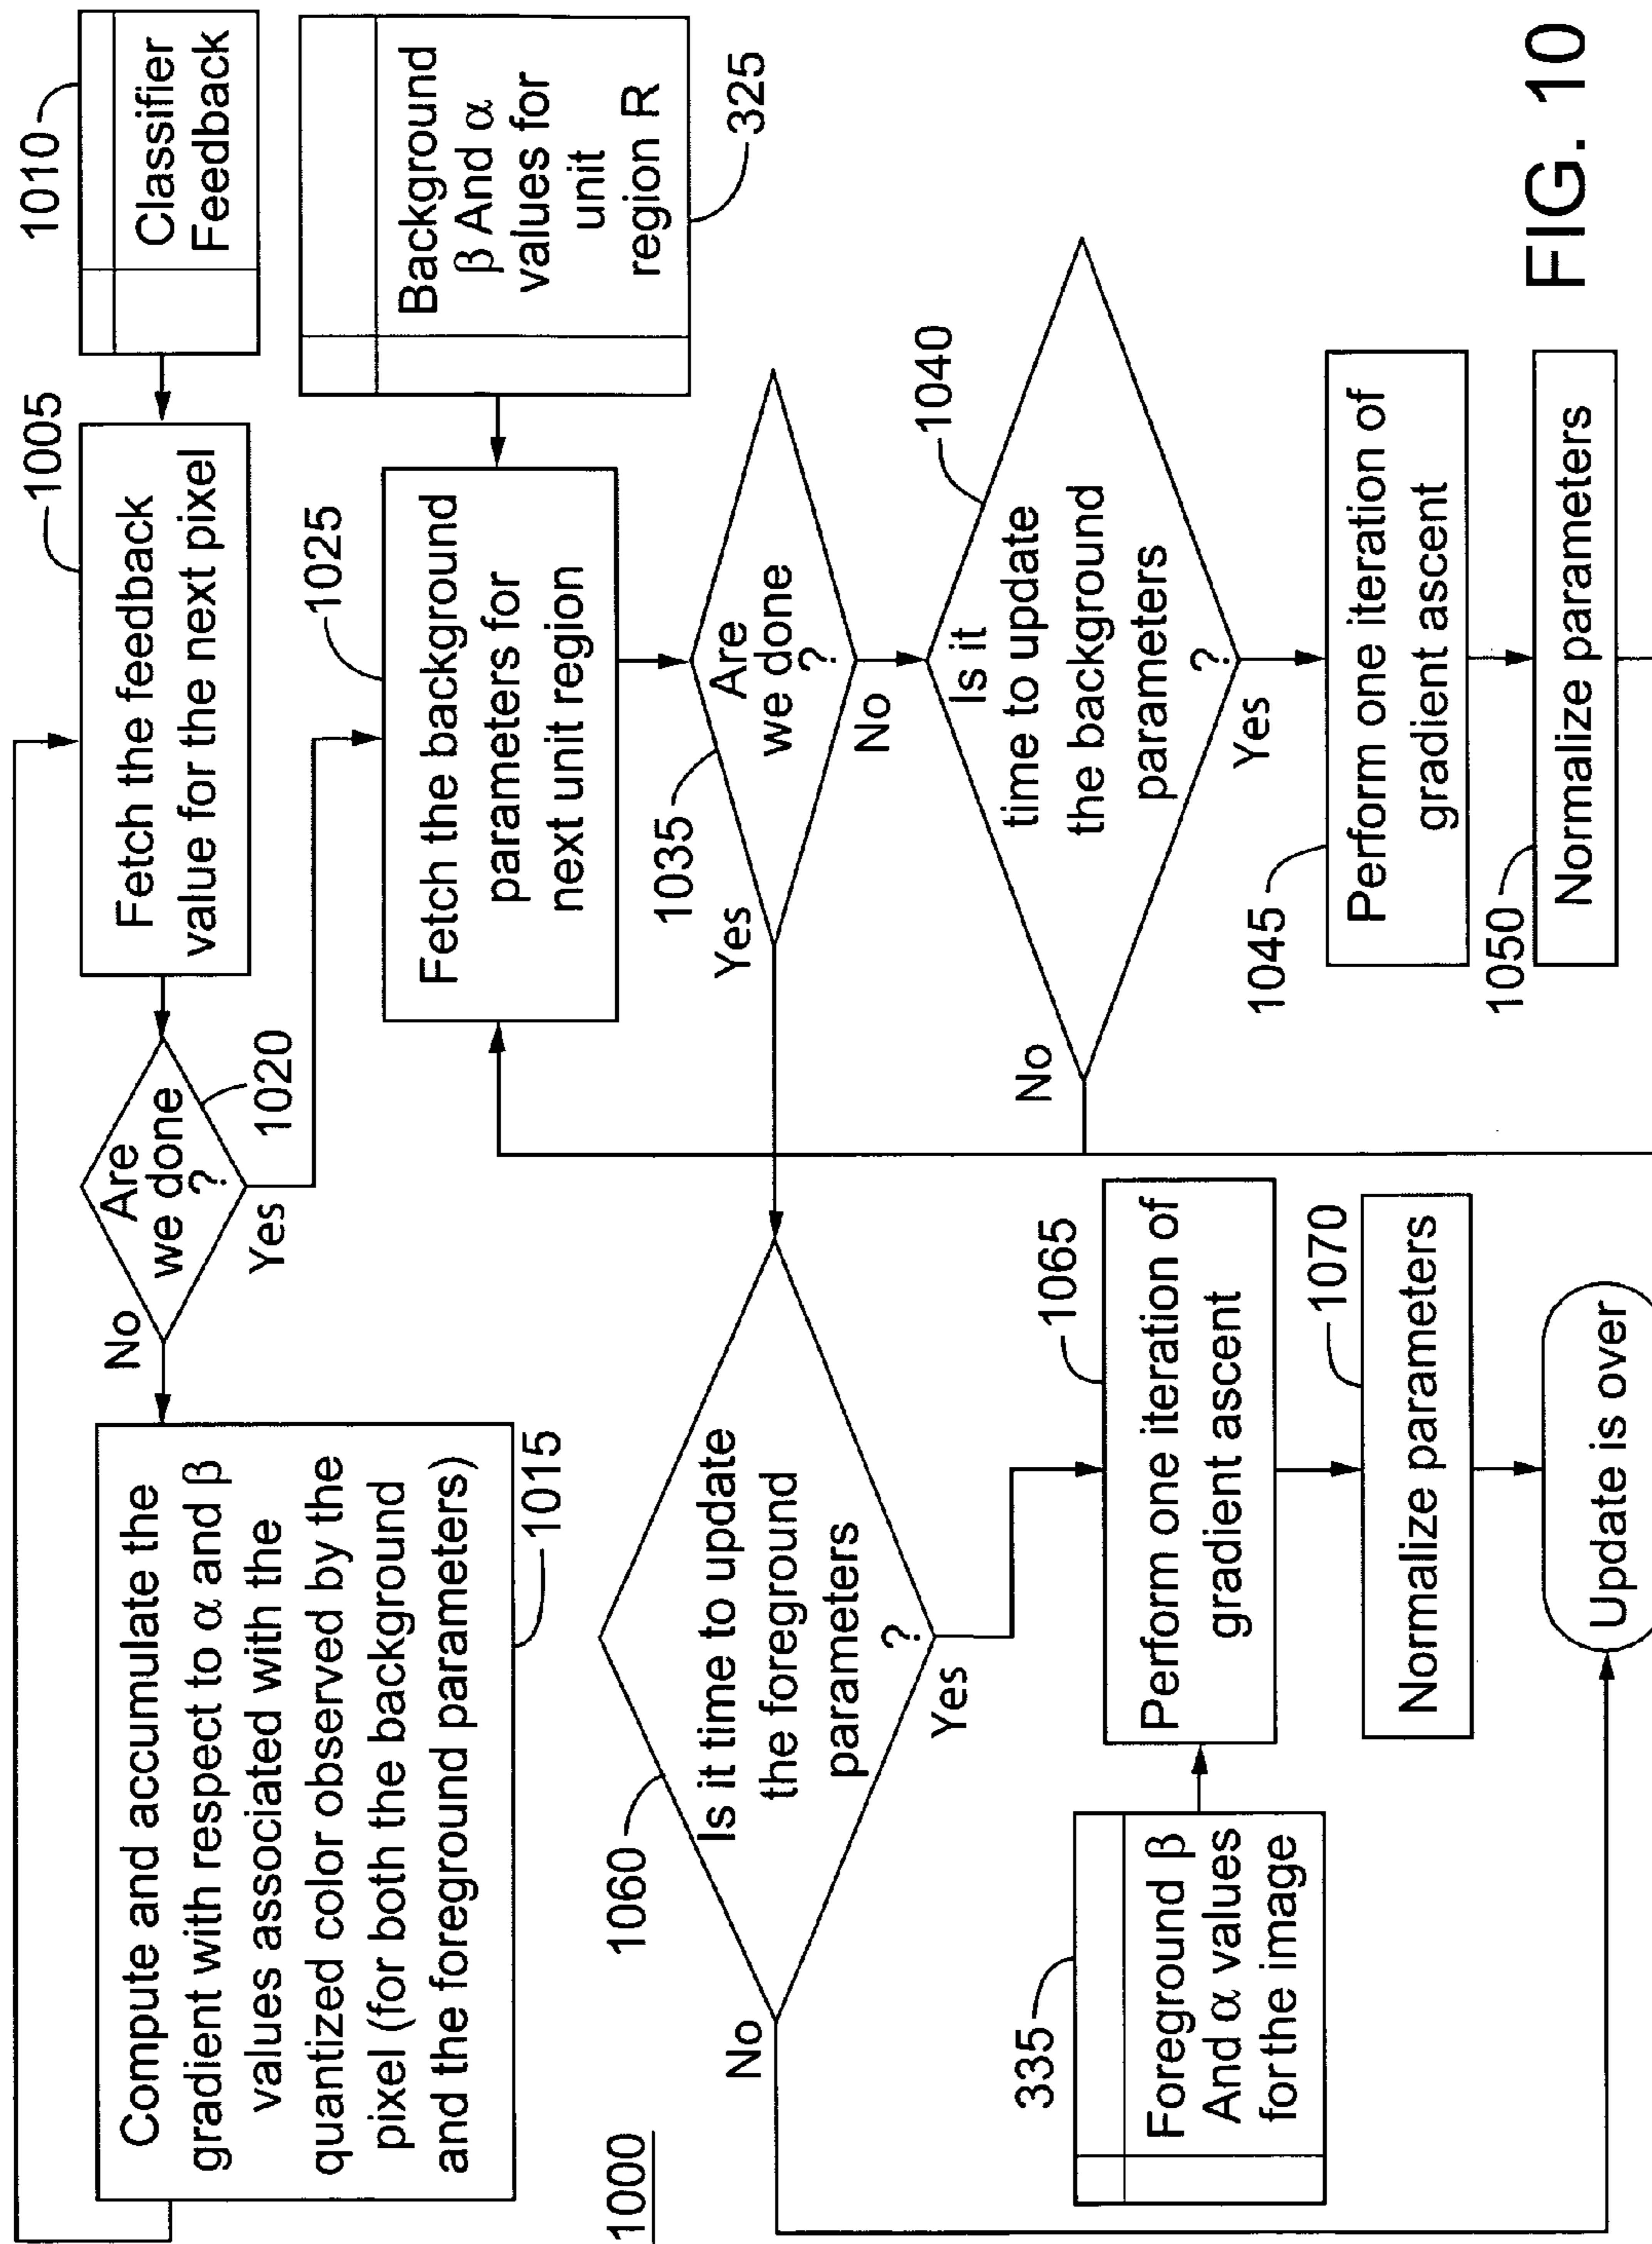 1000
Compute and accumulate the
gradient with respect to α and β
values associated with the
quantized color observed by the
pixel (for both the background
and the foreground parameters)
1015
No
Are
we done
?
Yes
1020
Fetch the feedback
value for the next pixel
1005
Classifier
Feedback
1010
Fetch the background
parameters for
next unit region
1025
Background
β And α
values for
unit
region R
325
Are
we done
?
1035
Yes
No
Is it
time to update
the background
parameters
?
1040
No
Yes
Perform one iteration of
gradient ascent
1045
Normalize parameters
1050
Is it time to update
the foreground
parameters
?
1060
No
Yes
Foreground β
And α values
for the image
335
Perform one iteration of
gradient ascent
1065
Normalize parameters
1070
Update is over
FIG. 10